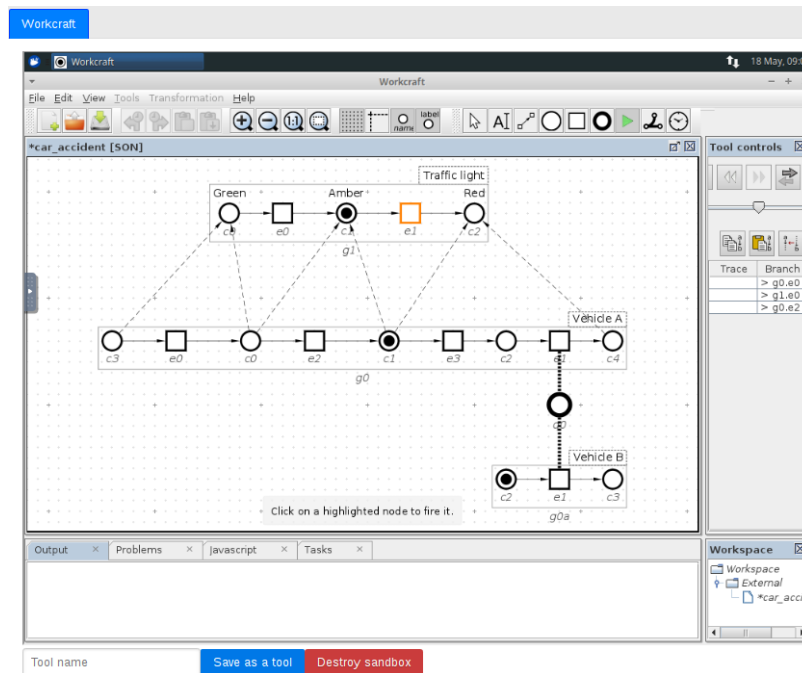 Workcraft
Workcraft
18 May, 09:
Workcraft
File Edit View Tools Transformation Help
name
label
*car_accident [SON]
Tool controls
Traffic light
Green
Amber
Red
e0
c1
e1
c2
g1
Trace
Branch
> g0.e0
> g1.e0
> g0.e2
Vehicle A
c3
e0
c0
e2
c1
e3
c2
e1
c4
g0
Vehicle B
c2
e1
c3
g0a
Click on a highlighted node to fire it.
Output
Problems
Javascript
Tasks
Workspace
Workspace
External
*car_acci
Tool name
Save as a tool
Destroy sandbox